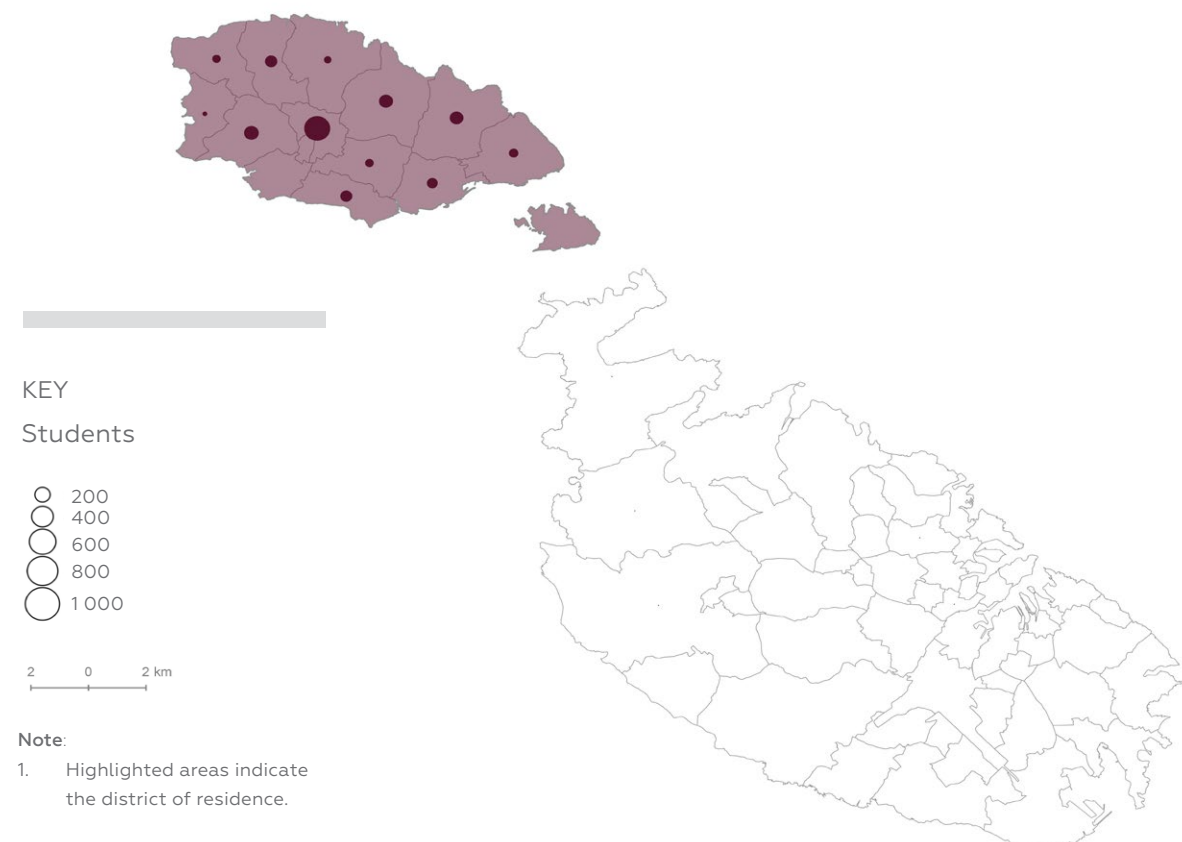 KEY
Students
200
400
600
800
1 000
2 0 2 km
Note:
1. Highlighted areas indicate
the district of residence.